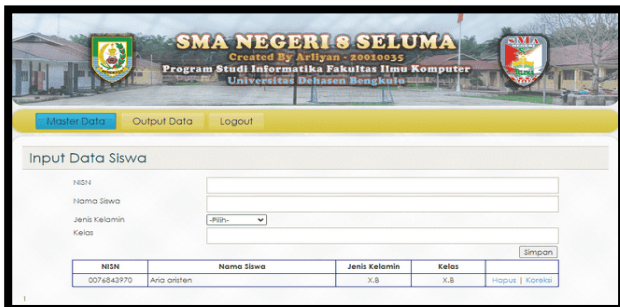 SMA NEGERI 8 SELUMA
Created By Arliyan - 20010035
Program Studi Informatika Fakultas Ilmu Komputer
Universitas Dehasen Bengkulu
Master Data Output Data Logout
Input Data Siswa
NISN
Nama Siswa
Jenis Kelamin -Pilih-
Kelas
Simpan
NISN Nama Siswa Jenis Kelamin Kelas
0076843970 Aria aristen X.B X.B Hapus | Koreksi